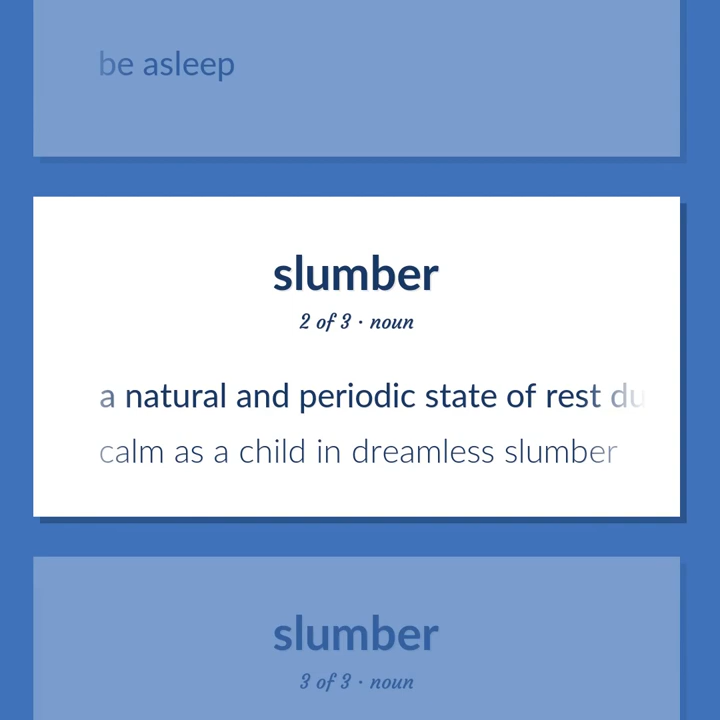 be asleep
slumber
2 of 3 · noun
a natural and periodic state of rest du
calm as a child in dreamless slumber
slumber
3 of 3 · noun